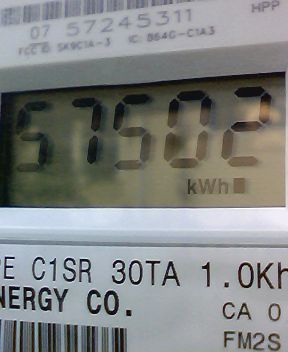 HPP
07 57245311
FCC ID: SK9C1A-3 IC: 864G-C1A3
57502
kWh
PE C1SR 30TA 1.0Kh
NERGY CO. CA 0
FM2S